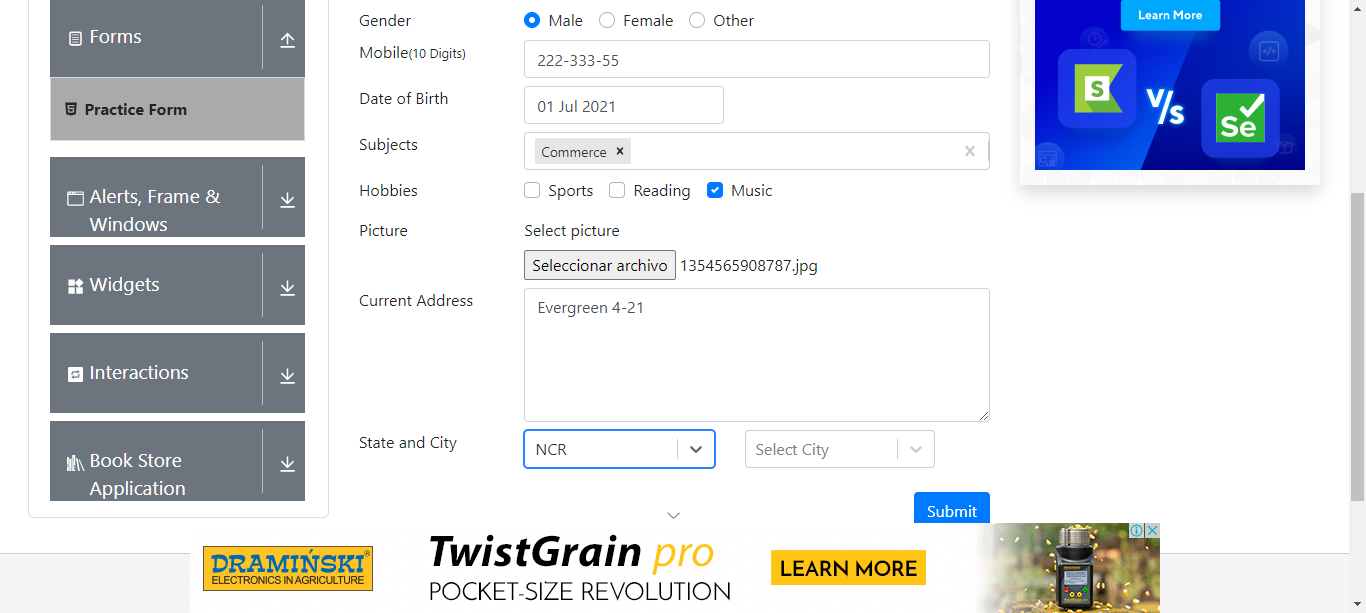 Forms
Practice Form
Alerts, Frame &
Windows
Widgets
Interactions
Book Store
Application
Gender
Male
Female
Other
Mobile(10 Digits)
222-333-55
Date of Birth
01 Jul 2021
Subjects
Commerce ×
Hobbies
Sports
Reading
Music
Picture
Select picture
Seleccionar archivo 1354565908787.jpg
Current Address
Evergreen 4-21
State and City
NCR
Select City
Submit
Learn More
S
V/s
Se
DRAMIŃSKI®
ELECTRONICS IN AGRICULTURE
TwistGrain pro
POCKET-SIZE REVOLUTION
LEARN MORE